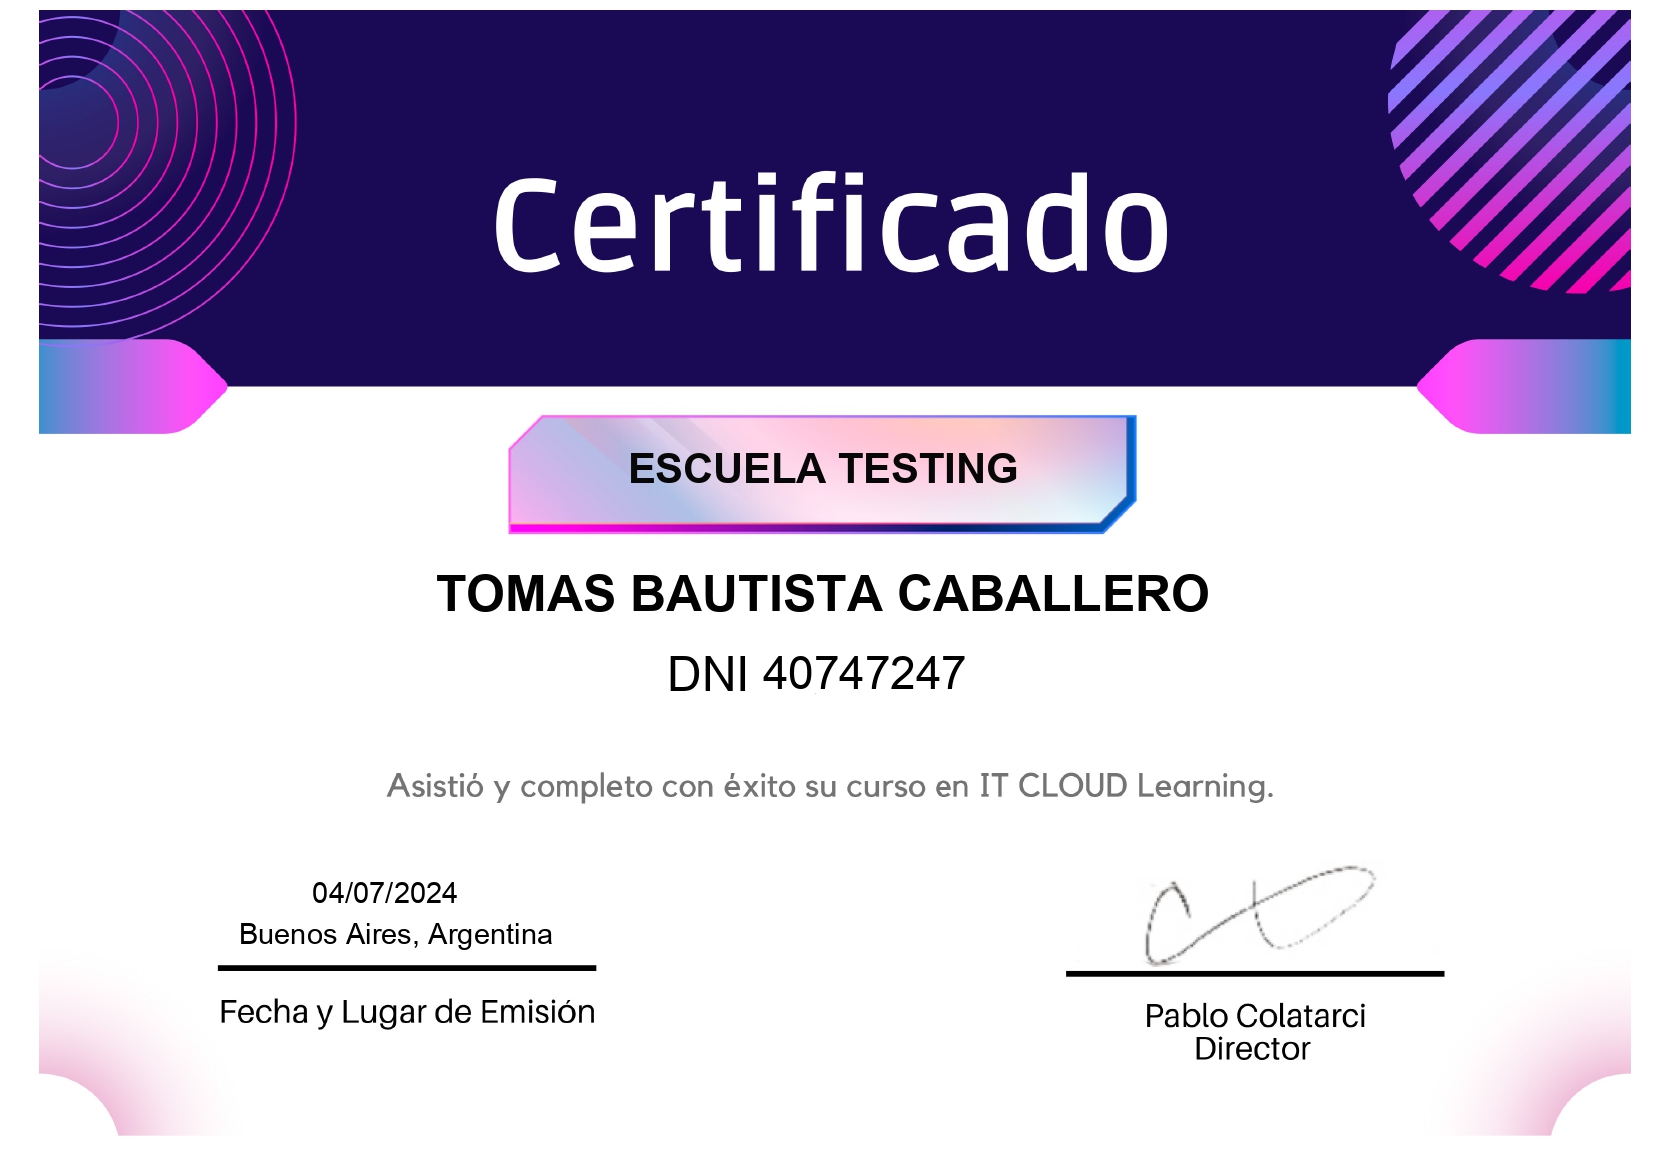 Certificado
ESCUELA TESTING
TOMAS BAUTISTA CABALLERO
DNI 40747247
Asistió y completo con éxito su curso en IT CLOUD Learning.
04/07/2024
Buenos Aires, Argentina
Fecha y Lugar de Emisión
Pablo Colatarci
Director